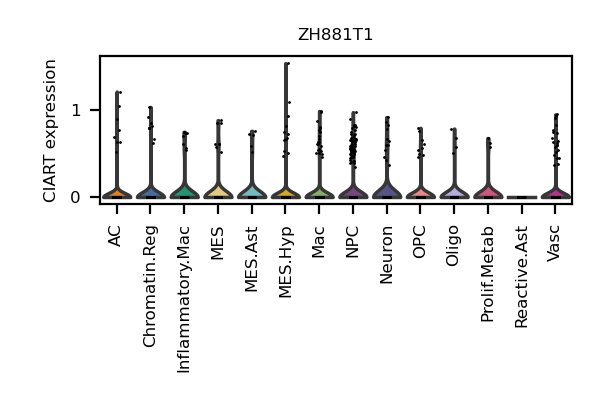 ZH881T1
CIART expression
1
0
AC
Chromatin.Reg
Inflammatory.Mac
MES
MES.Ast
MES.Hyp
Mac
NPC
Neuron
OPC
Oligo
Prolif.Metab
Reactive.Ast
Vasc